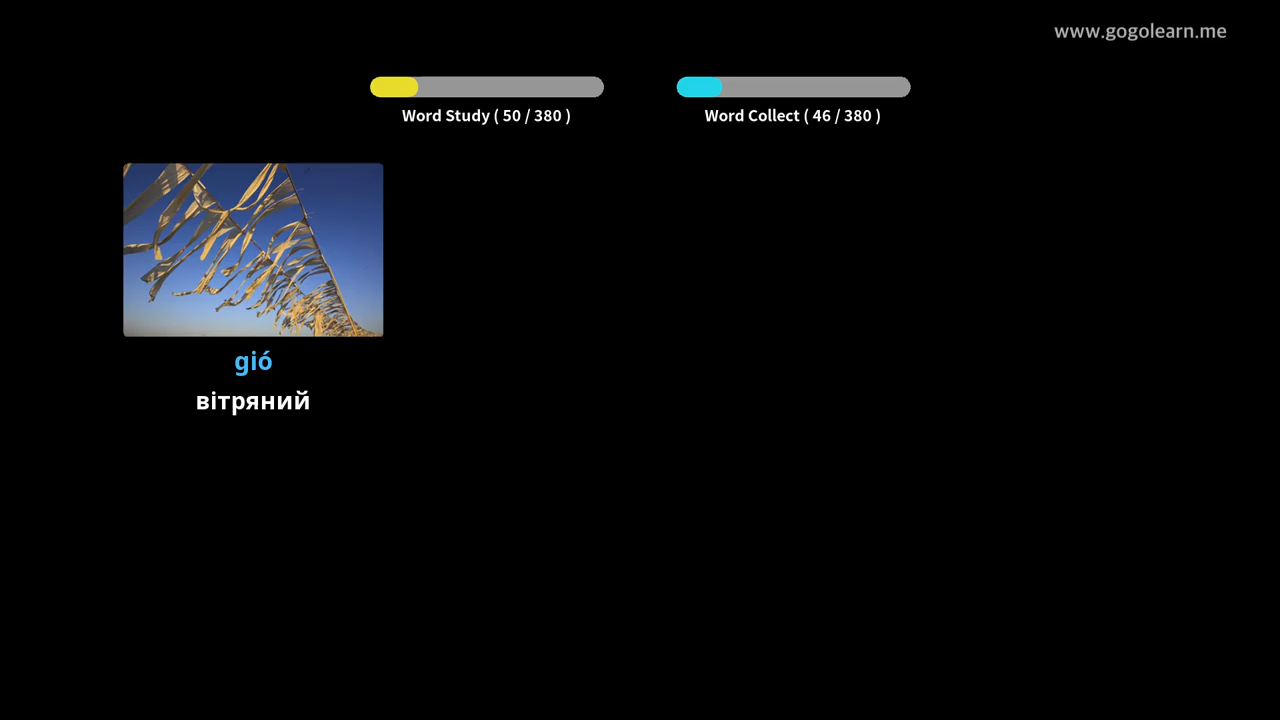 www.gogolearn.me
Word Study ( 50 / 380 )
Word Collect ( 46 / 380 )
gió
вітряний